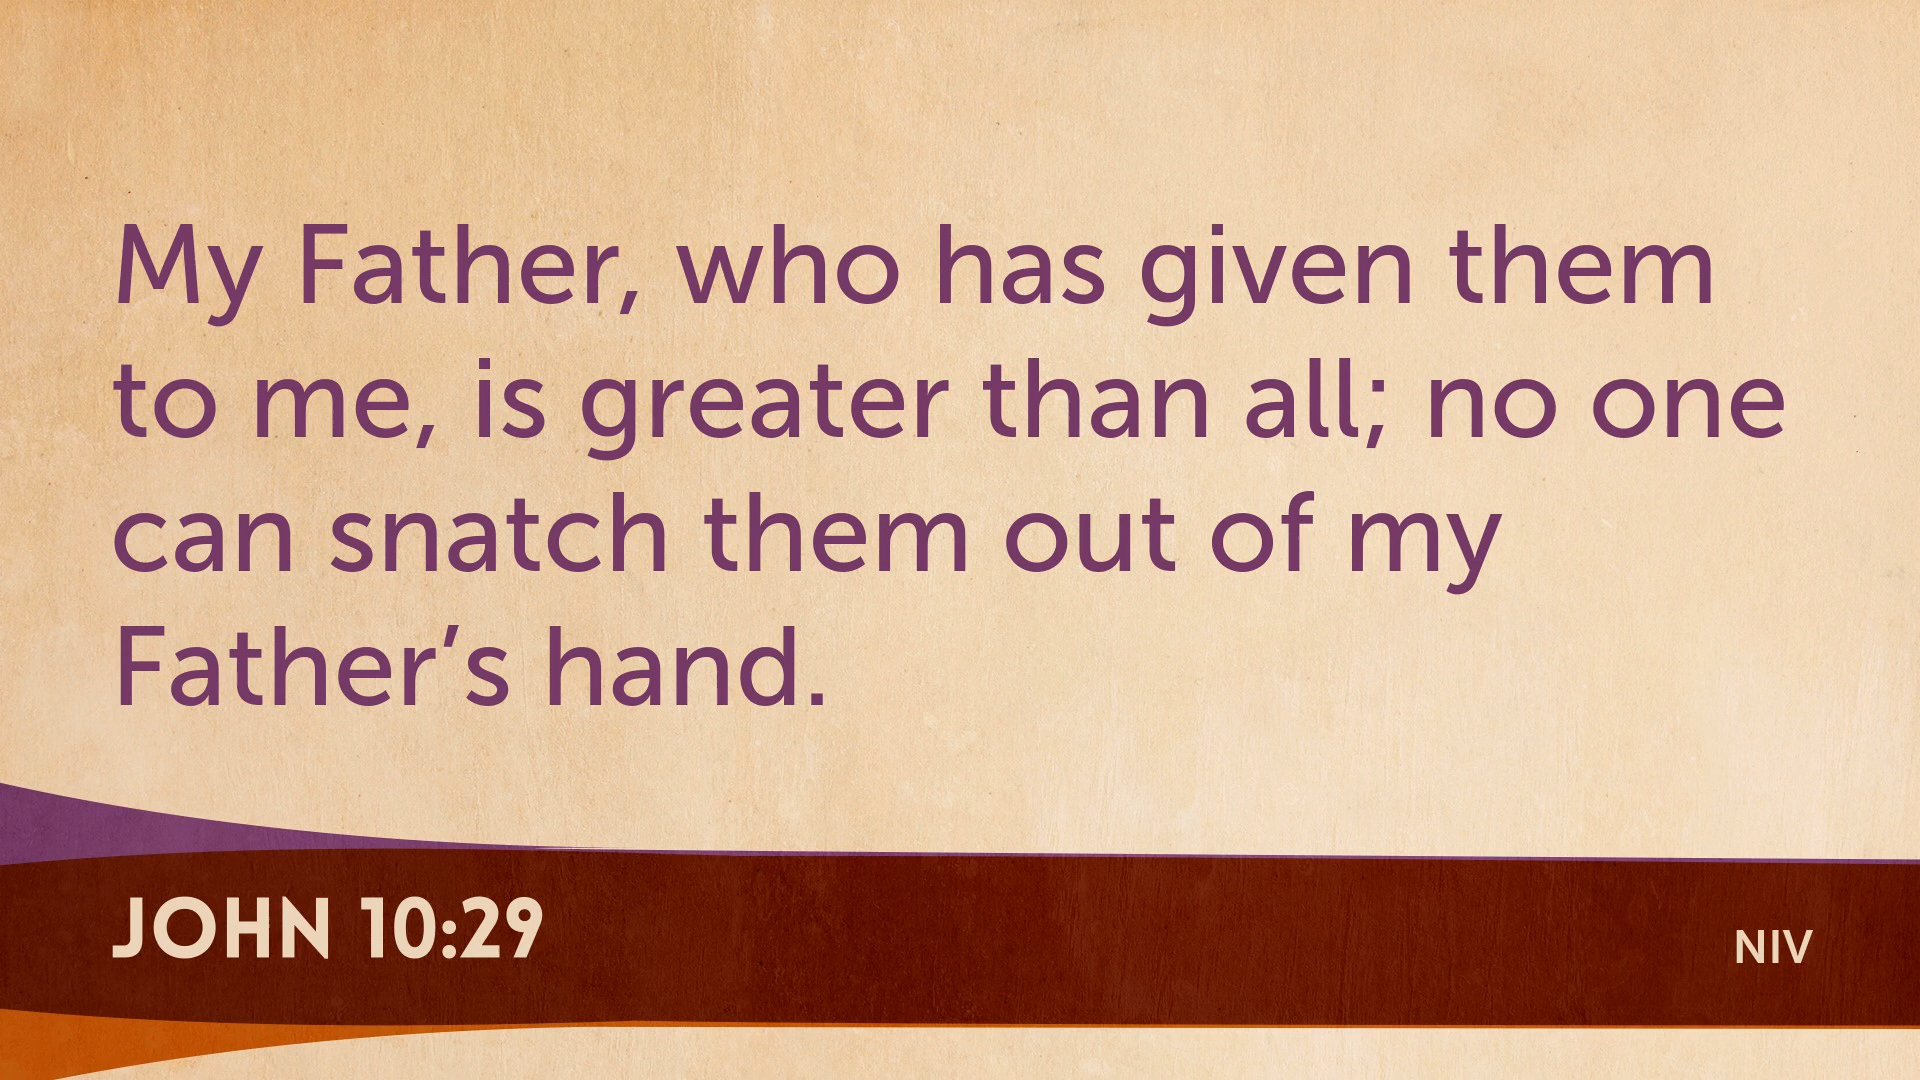 My Father, who has given them
to me, is greater than all; no one
can snatch them out of my
Father’s hand.
JOHN 10:29
NIV